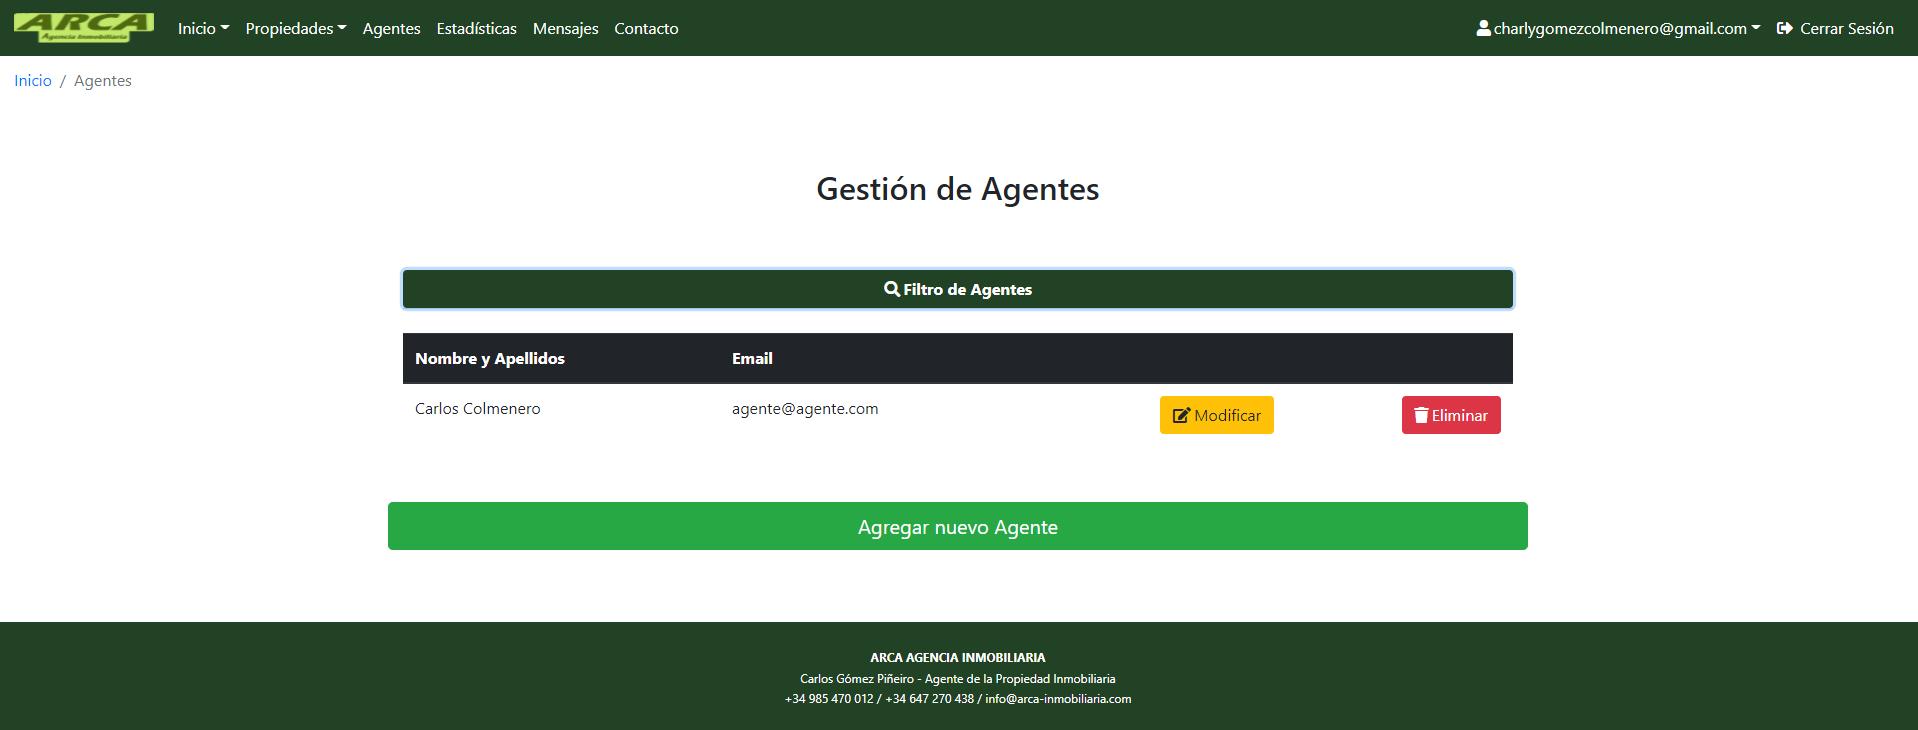 ARCA
Agencia Inmobiliaria
Inicio Propiedades Agentes Estadísticas Mensajes Contacto charlygomezcolmenero@gmail.com Cerrar Sesión
Inicio / Agentes
Gestión de Agentes
Filtro de Agentes
Nombre y Apellidos Email
Carlos Colmenero agente@agente.com Modificar Eliminar
Agregar nuevo Agente
ARCA AGENCIA INMOBILIARIA
Carlos Gómez Piñeiro - Agente de la Propiedad Inmobiliaria
+34 985 470 012 / +34 647 270 438 / info@arca-inmobiliaria.com